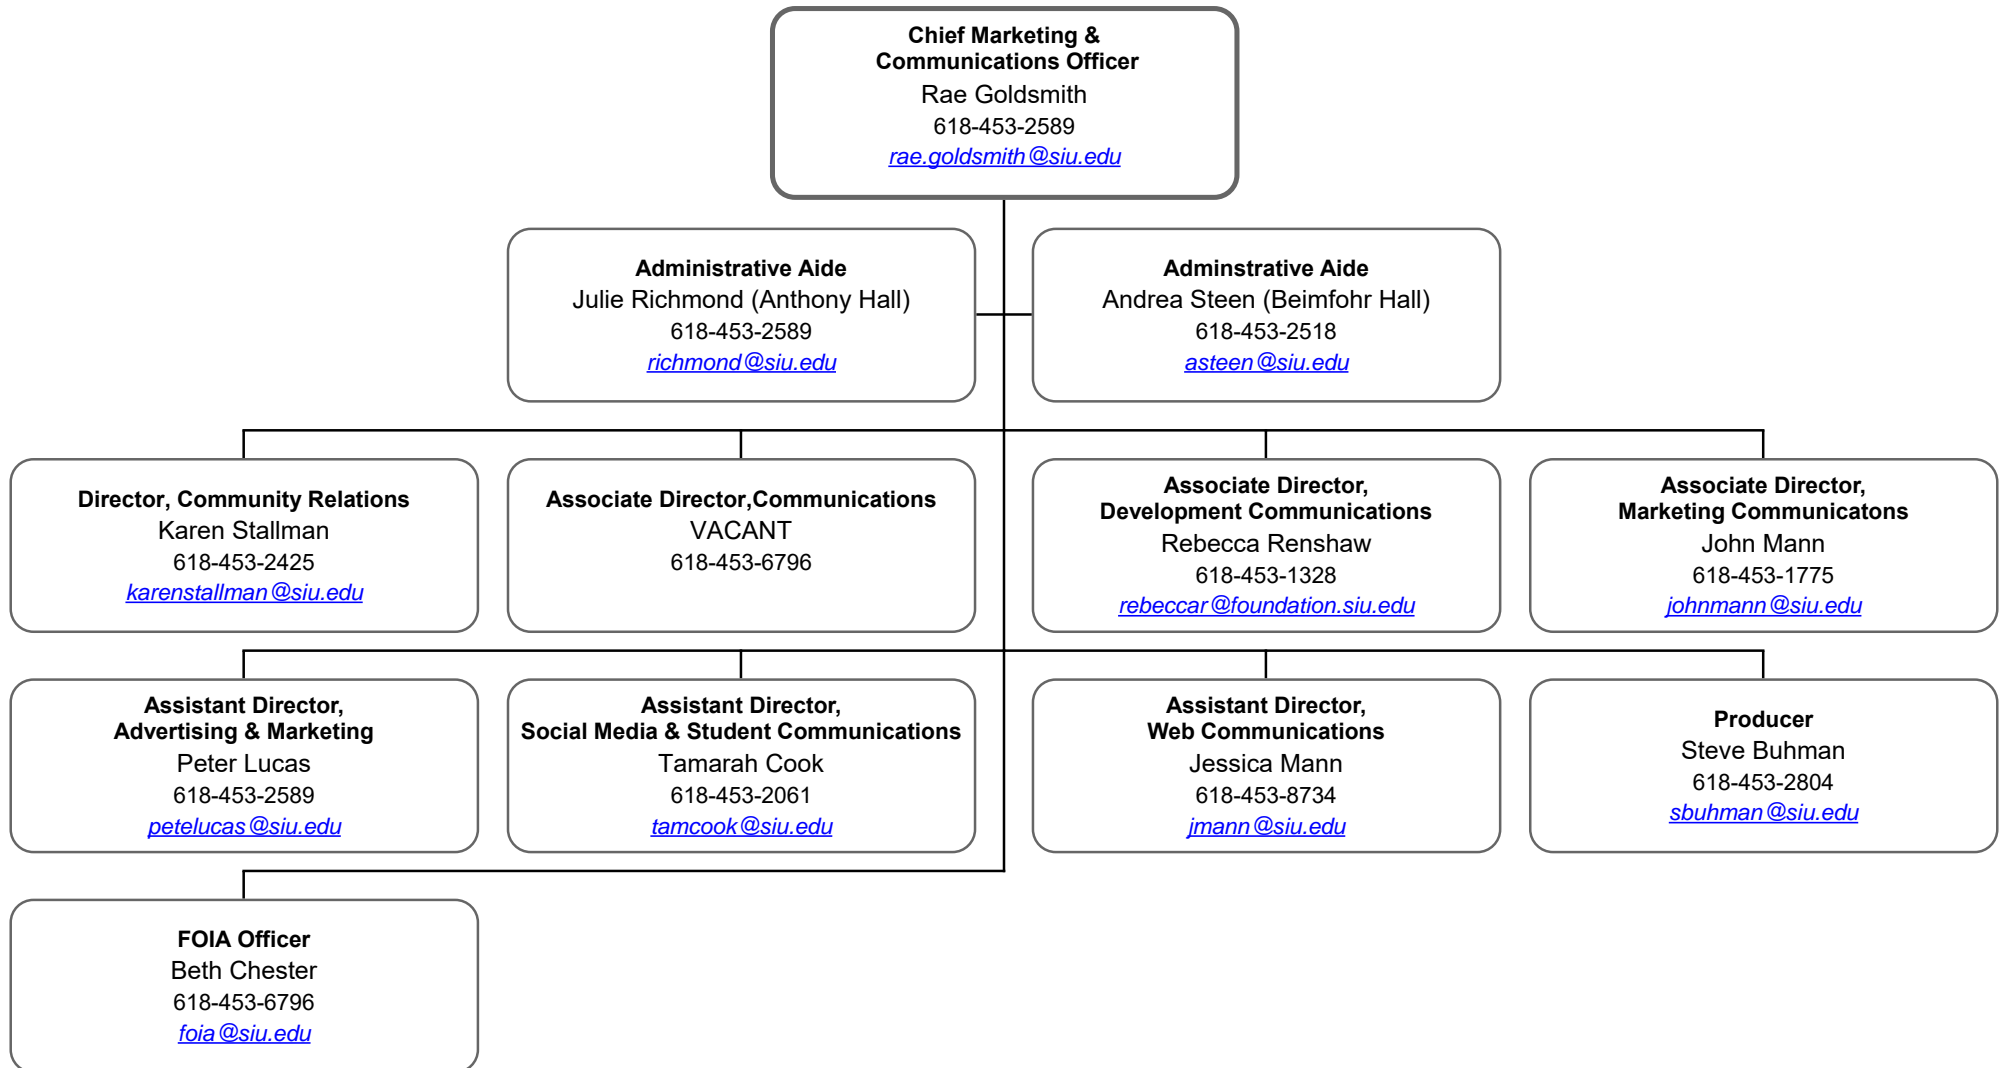 Chief Marketing &
Communications Officer
Rae Goldsmith
618-453-2589
rae.goldsmith@siu.edu
Administrative Aide
Julie Richmond (Anthony Hall)
618-453-2589
richmond@siu.edu
Adminstrative Aide
Andrea Steen (Beimfohr Hall)
618-453-2518
asteen@siu.edu
Director, Community Relations
Karen Stallman
618-453-2425
karenstallman@siu.edu
Associate Director,Communications
VACANT
618-453-6796
Associate Director,
Development Communications
Rebecca Renshaw
618-453-1328
rebeccar@foundation.siu.edu
Associate Director,
Marketing Communicatons
John Mann
618-453-1775
johnmann@siu.edu
Assistant Director,
Advertising & Marketing
Peter Lucas
618-453-2589
petelucas@siu.edu
Assistant Director,
Social Media & Student Communications
Tamarah Cook
618-453-2061
tamcook@siu.edu
Assistant Director,
Web Communications
Jessica Mann
618-453-8734
jmann@siu.edu
Producer
Steve Buhman
618-453-2804
sbuhman@siu.edu
FOIA Officer
Beth Chester
618-453-6796
foia@siu.edu